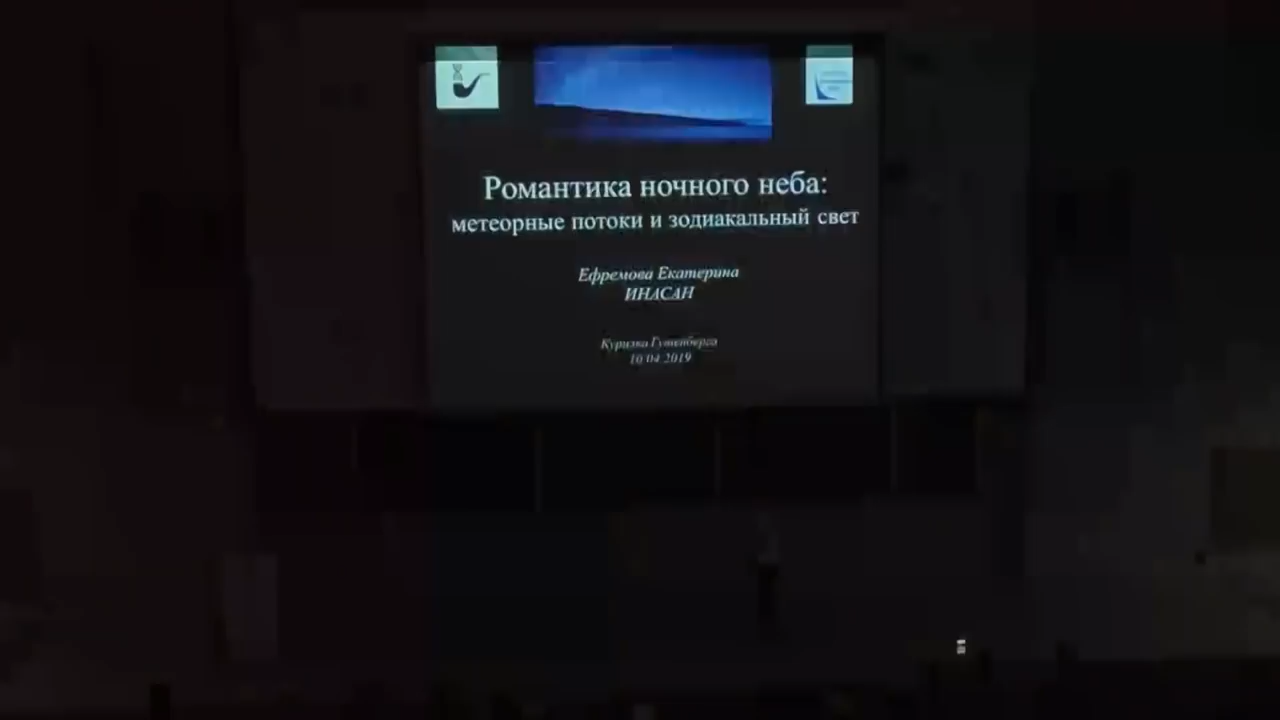 Романтика ночного неба:
метеорные потоки и зодиакальный свет
Ефремова Екатерина
ИНАСАН
Курилка Гутенберга
10.04.2019